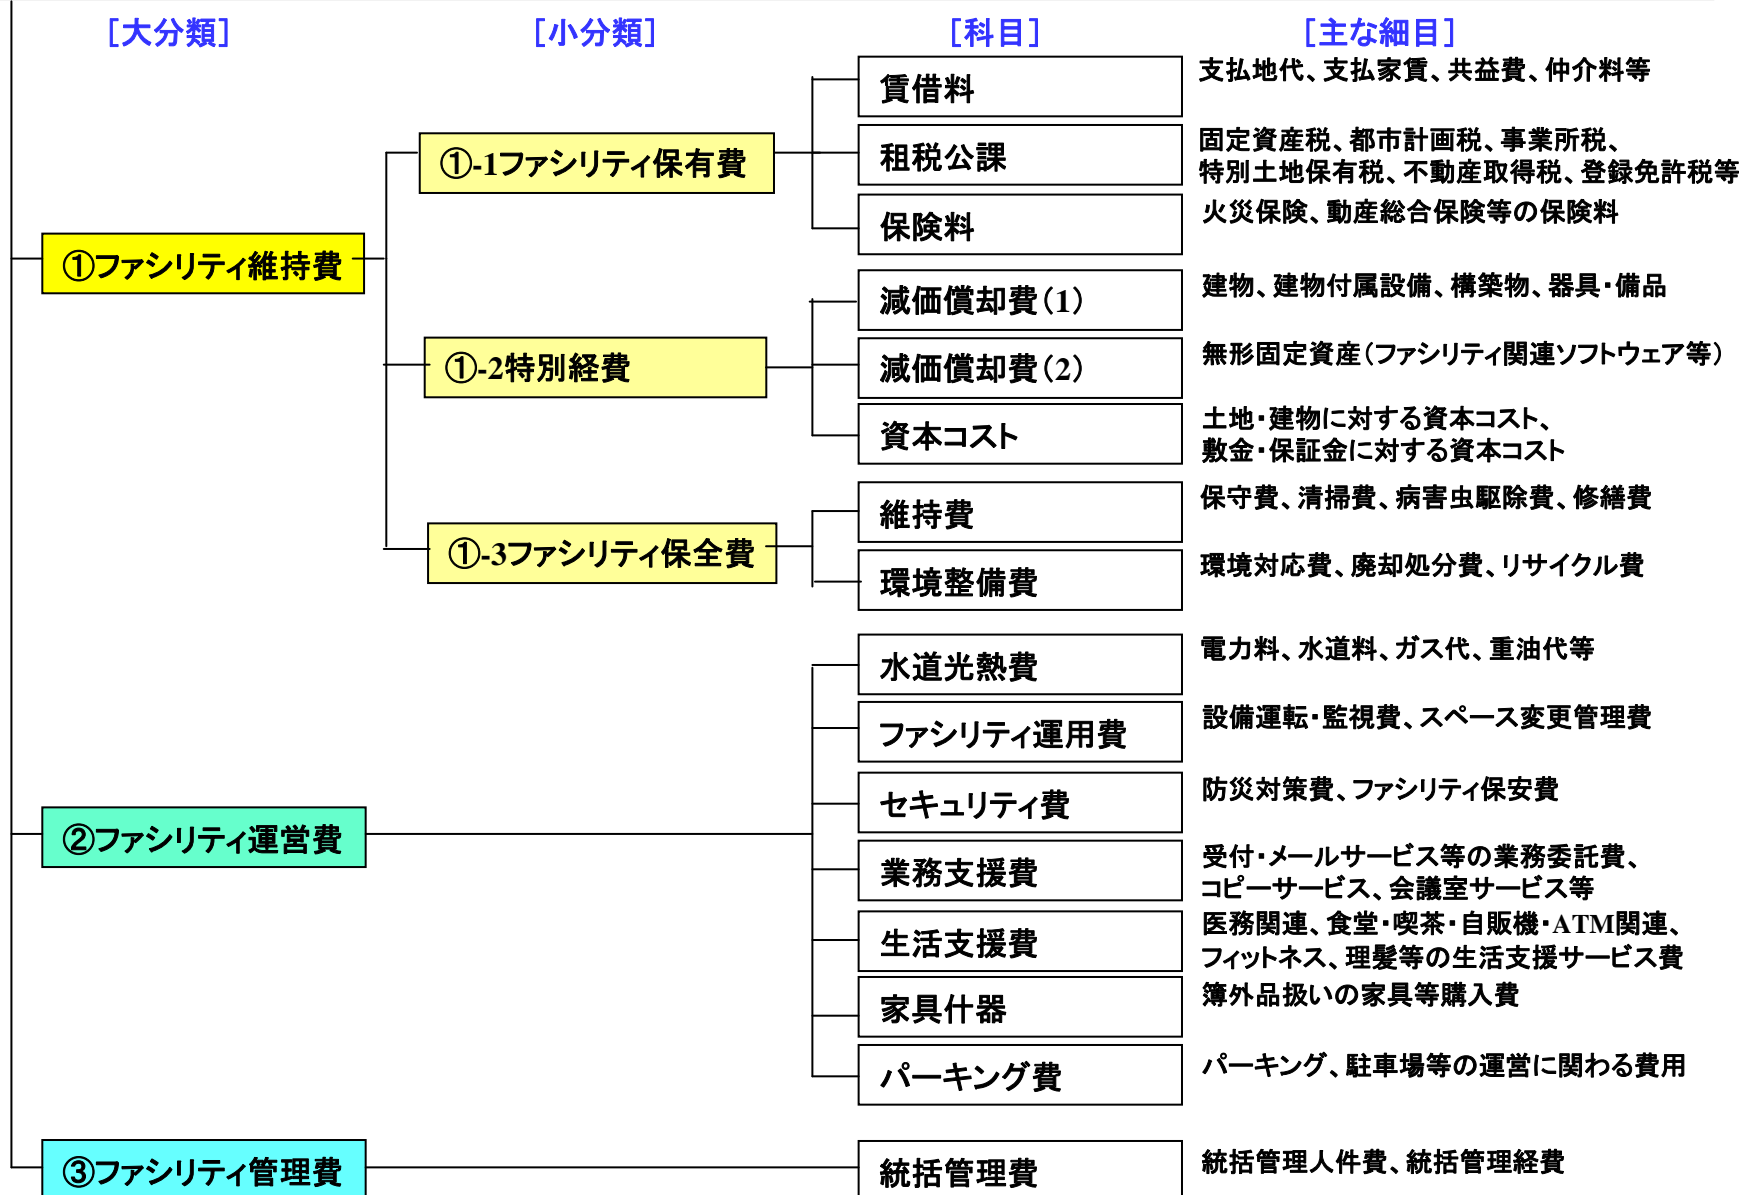 [大分類]
[小分類]
[科目]
[主な細目]
①ファシリティ維持費
①-1ファシリティ保有費
賃借料
支払地代、支払家賃、共益費、仲介料等
租税公課
固定資産税、都市計画税、事業所税、
特別土地保有税、不動産取得税、登録免許税等
保険料
火災保険、動産総合保険等の保険料
①-2特別経費
減価償却費（1）
建物、建物付属設備、構築物、器具・備品
減価償却費（2）
無形固定資産（ファシリティ関連ソフトウェア等）
資本コスト
土地・建物に対する資本コスト、
敷金・保証金に対する資本コスト
①-3ファシリティ保全費
維持費
保守費、清掃費、病害虫駆除費、修繕費
環境整備費
環境対応費、廃却処分費、リサイクル費
②ファシリティ運営費
水道光熱費
電力料、水道料、ガス代、重油代等
ファシリティ運用費
設備運転・監視費、スペース変更管理費
セキュリティ費
防災対策費、ファシリティ保安費
業務支援費
受付・メールサービス等の業務委託費、
コピーサービス、会議室サービス等
生活支援費
医務関連、食堂・喫茶・自販機・ATM関連、
フィットネス、理髪等の生活支援サービス費
家具什器
簿外品扱いの家具等購入費
パーキング費
パーキング、駐車場等の運営に関わる費用
③ファシリティ管理費
統括管理費
統括管理人件費、統括管理経費